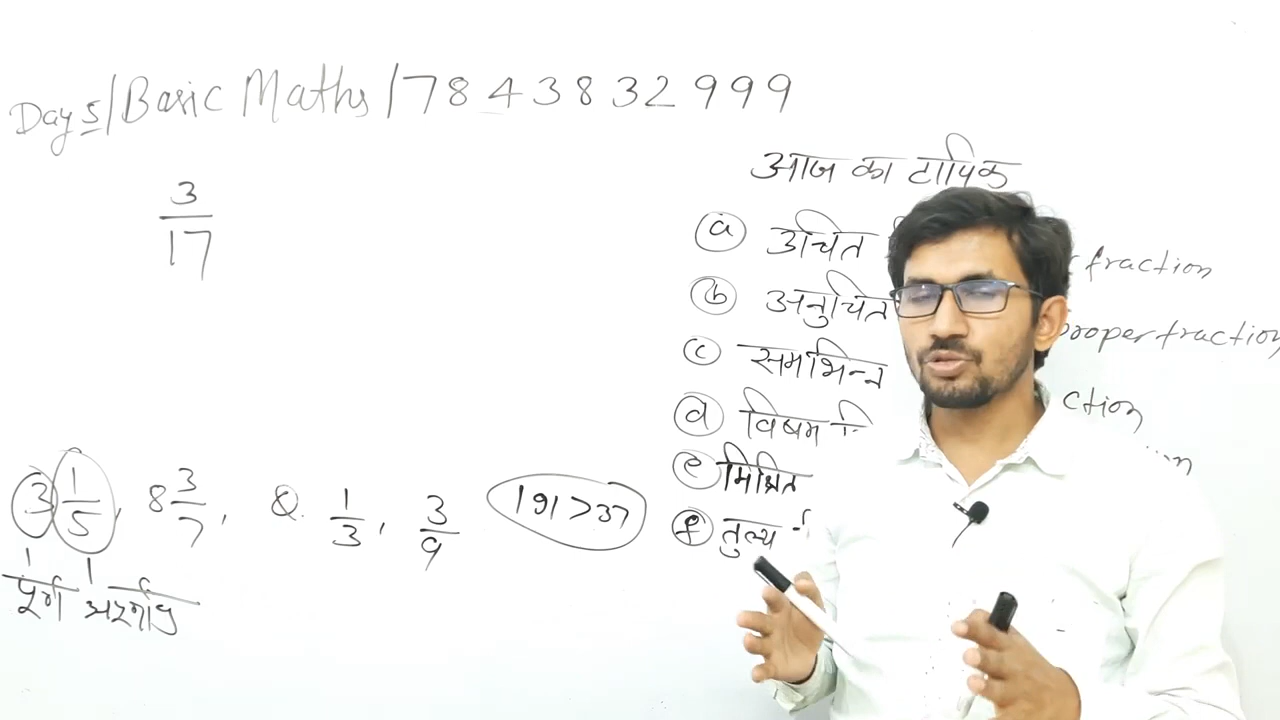 Day 5/Basic Maths/7843832999
3/17
आज का टापिक
a उचित fraction
b अनुचित proper fraction
c समभिन्न ction
d विषम
e मिश्रित
f तुल्य
3 1/5, 8 3/7, & 1/3, 3/9
पूर्ण अपूर्णांक